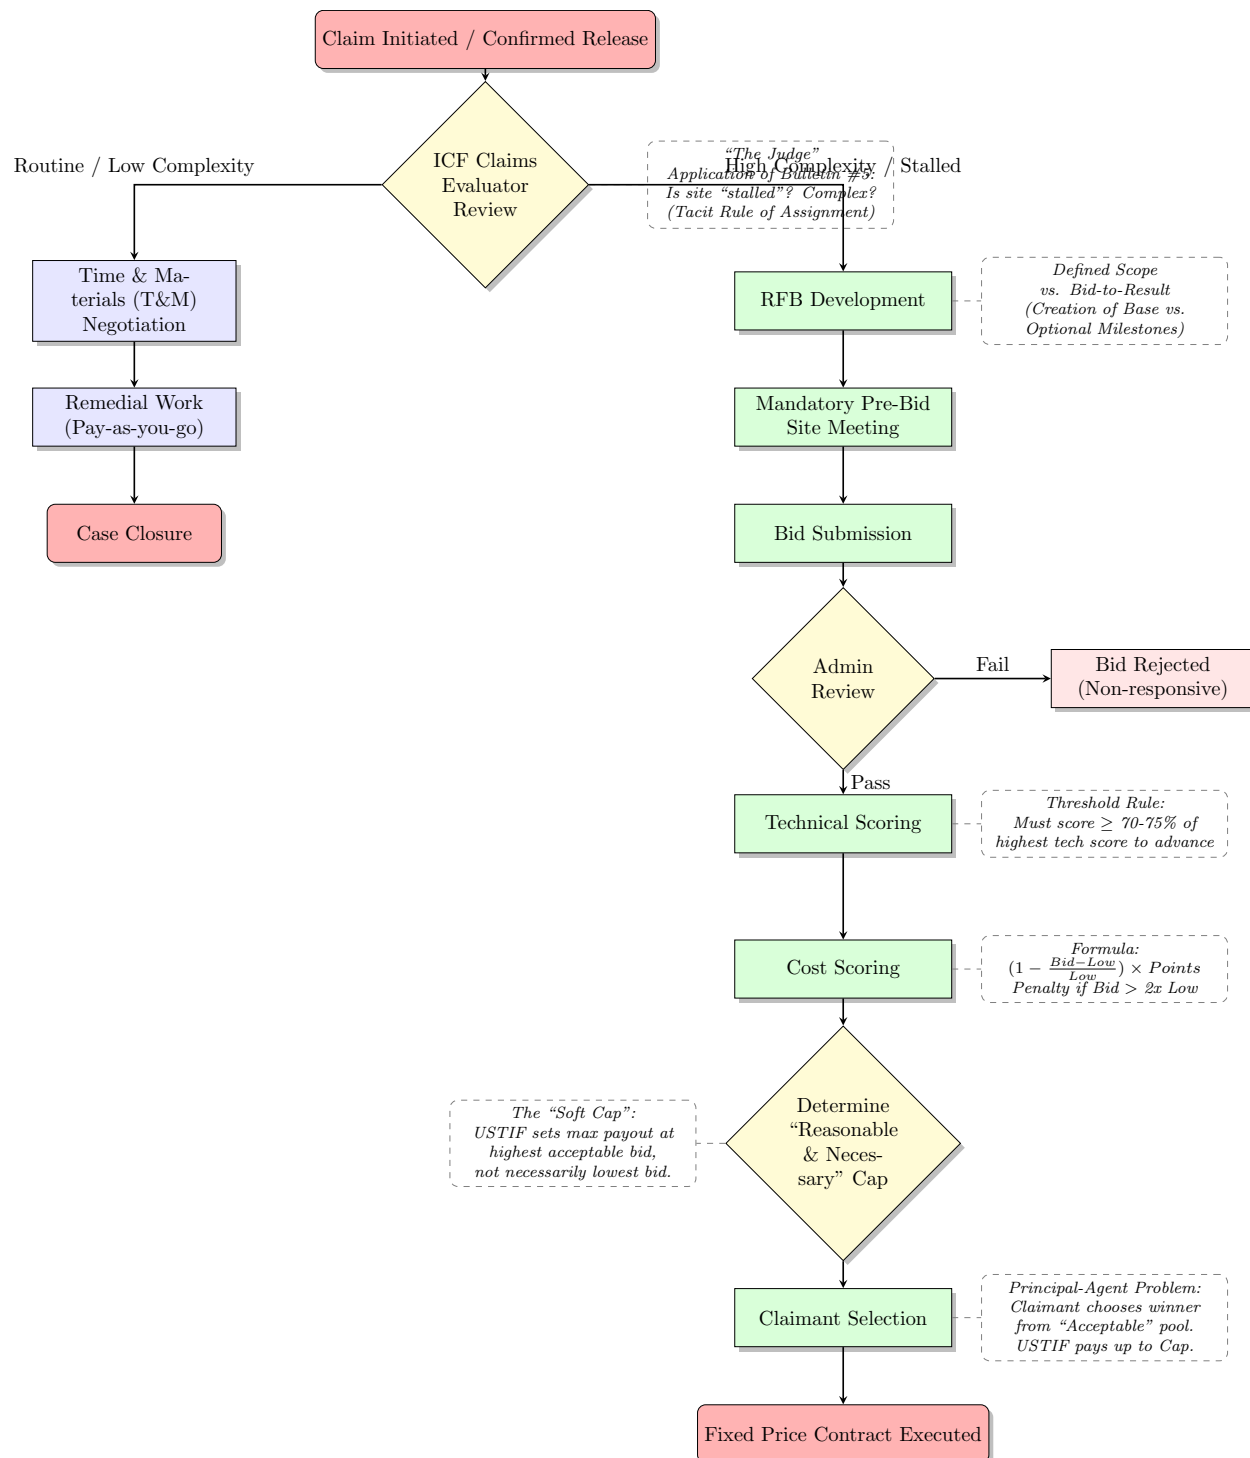 Claim Initiated / Confirmed Release
ICF Claims
Evaluator
Review
Routine / Low Complexity
High Complexity / Stalled
“The Judge”
Application of Bulletin #5:
Is site “stalled”? Complex?
(Tacit Rule of Assignment)
Time & Ma-
terials (T&M)
Negotiation
Remedial Work
(Pay-as-you-go)
Case Closure
RFB Development
Defined Scope
vs. Bid-to-Result
(Creation of Base vs.
Optional Milestones)
Mandatory Pre-Bid
Site Meeting
Bid Submission
Admin
Review
Fail
Bid Rejected
(Non-responsive)
Pass
Technical Scoring
Threshold Rule:
Must score ≥ 70-75% of
highest tech score to advance
Cost Scoring
Formula:
(1 − \frac{Bid−Low}{Low}) × Points
Penalty if Bid > 2x Low
Determine
“Reasonable
& Neces-
sary” Cap
The “Soft Cap”:
USTIF sets max payout at
highest acceptable bid,
not necessarily lowest bid.
Claimant Selection
Principal-Agent Problem:
Claimant chooses winner
from “Acceptable” pool.
USTIF pays up to Cap.
Fixed Price Contract Executed